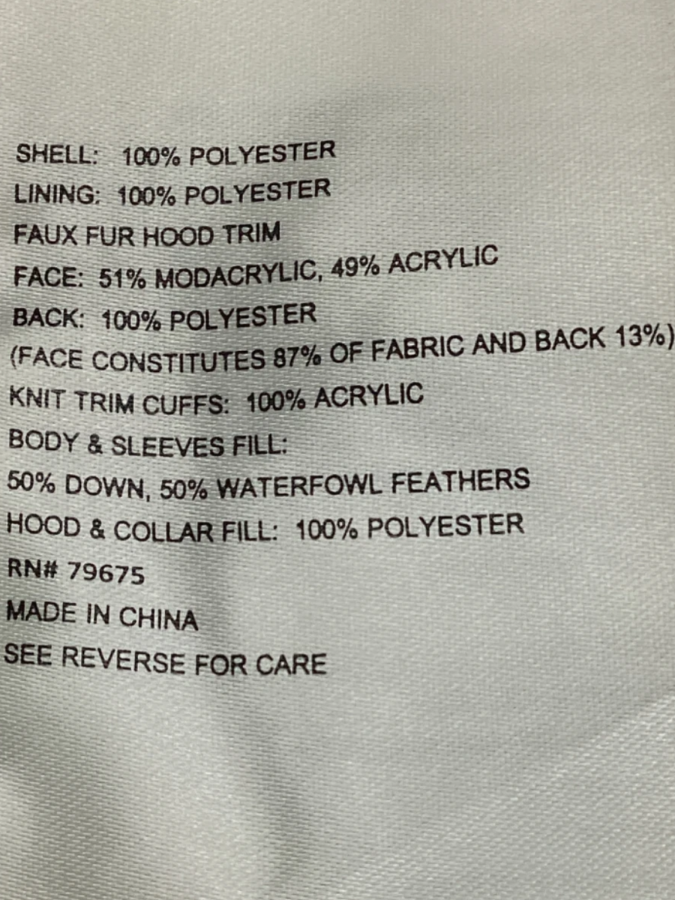 SHELL: 100% POLYESTER
LINING: 100% POLYESTER
FAUX FUR HOOD TRIM
FACE: 51% MODACRYLIC, 49% ACRYLIC
BACK: 100% POLYESTER
(FACE CONSTITUTES 87% OF FABRIC AND BACK 13%)
KNIT TRIM CUFFS: 100% ACRYLIC
BODY & SLEEVES FILL:
50% DOWN, 50% WATERFOWL FEATHERS
HOOD & COLLAR FILL: 100% POLYESTER
RN# 79675
MADE IN CHINA
SEE REVERSE FOR CARE